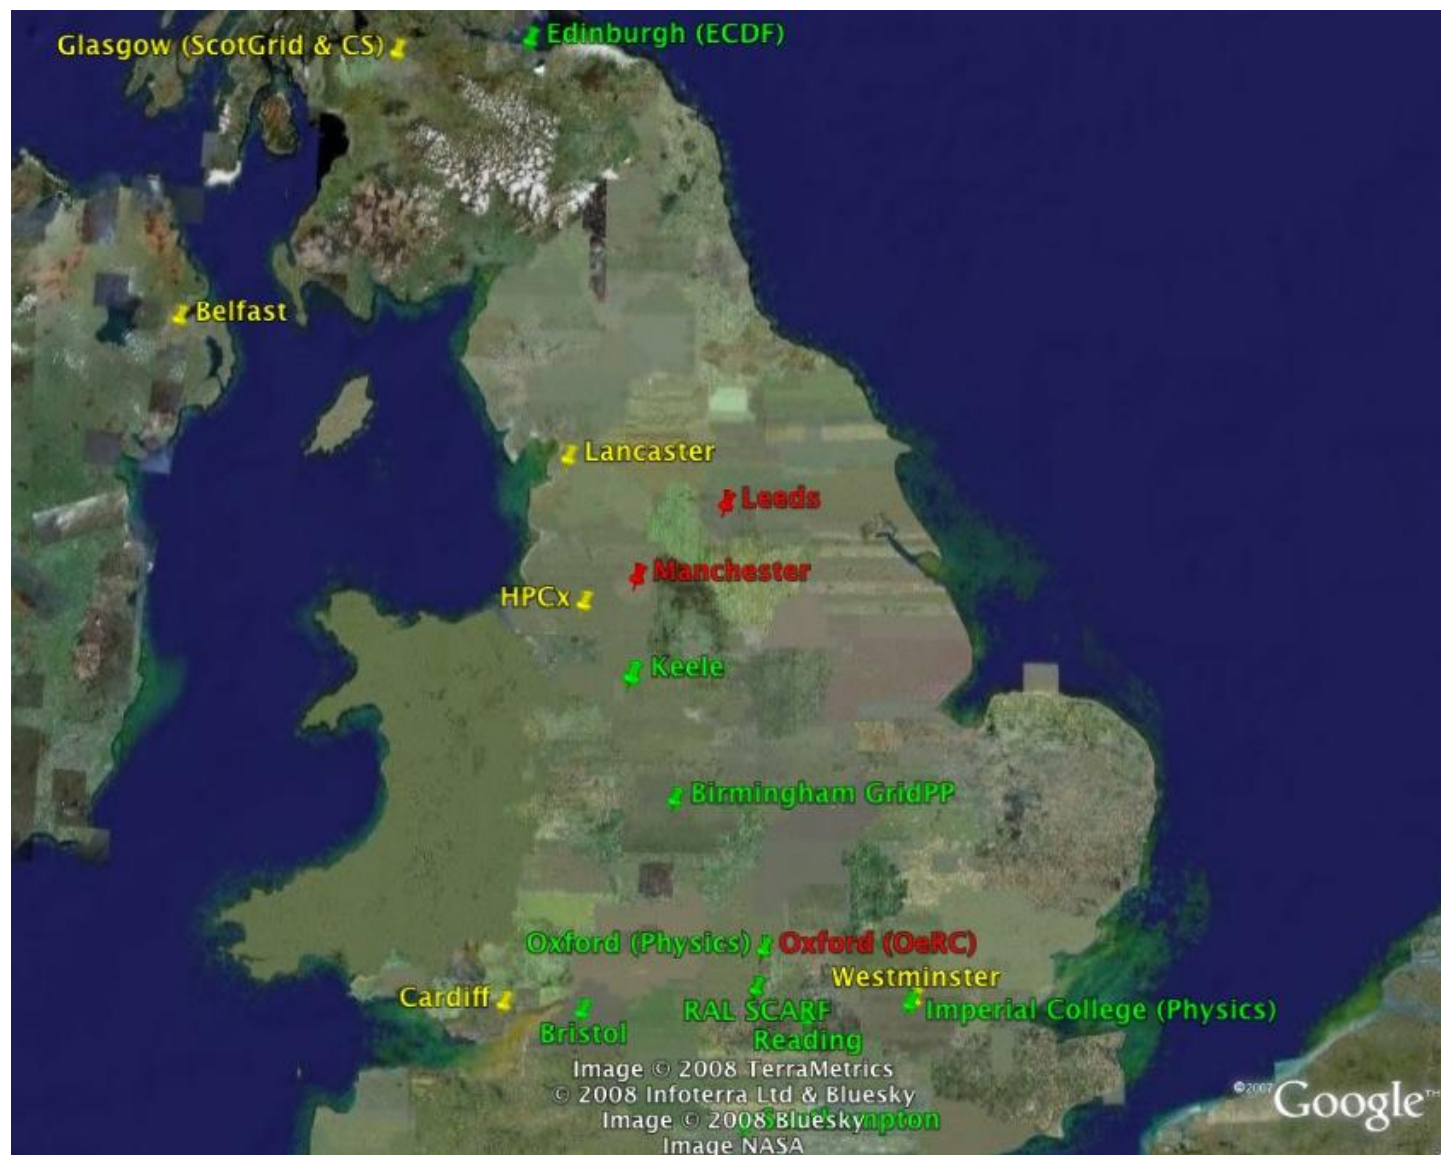 Edinburgh (ECDF)
Glasgow (ScotGrid & CS)
Belfast
Lancaster
Leeds
Manchester
HPCx
Keele
Birmingham GridPP
Oxford (Physics) Oxford (OeRC)
Westminster
Cardiff
RAL SCARF
Imperial College (Physics)
Bristol
Reading
Image © 2008 TerraMetrics
© 2008 Infoterra Ltd & Bluesky
©2007 Google™
Image © 2008 Bluesky
Image NASA